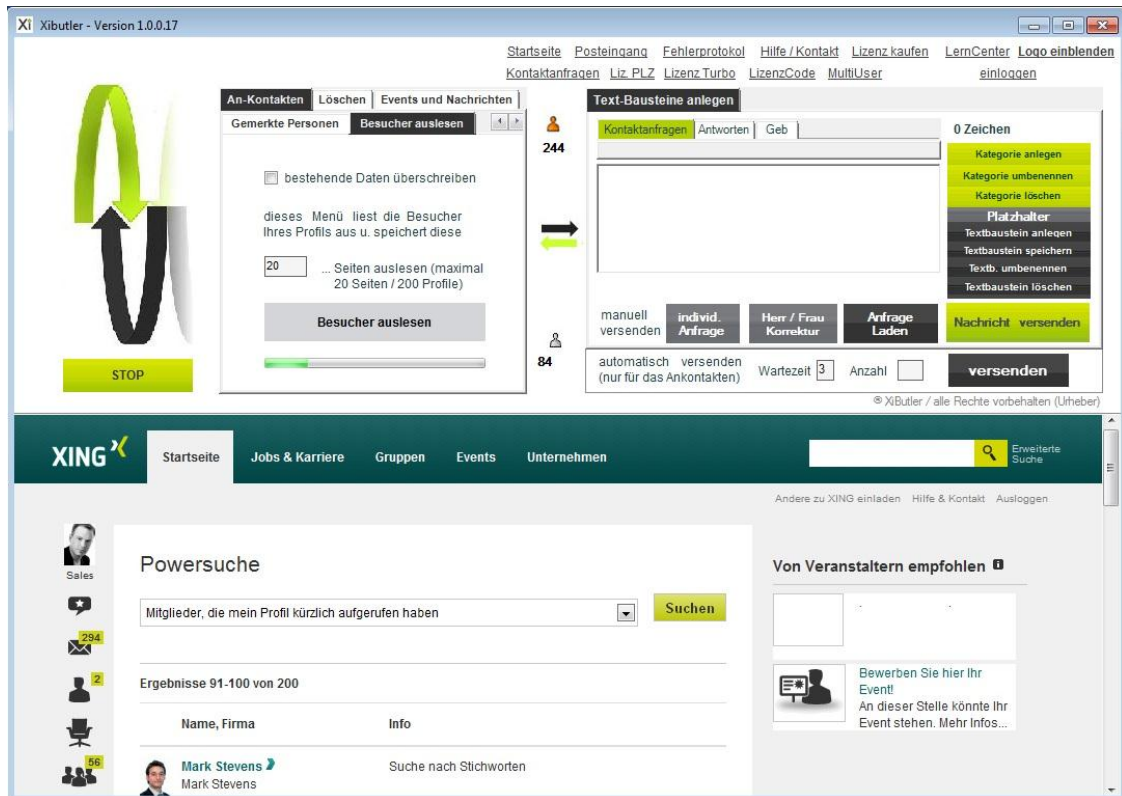 Xi Xibutler - Version 1.0.0.17
Startseite Posteingang Fehlerprotokol Hilfe / Kontakt Lizenz kaufen LernCenter Logo einblenden
Kontaktanfragen Liz. PLZ Lizenz Turbo LizenzCode MultiUser einloggen
An-Kontakten Löschen Events und Nachrichten
Gemerkte Personen Besucher auslesen
bestehende Daten überschreiben
dieses Menü liest die Besucher
Ihres Profils aus u. speichert diese
20 ... Seiten auslesen (maximal
20 Seiten / 200 Profile)
Besucher auslesen
STOP
244
84
Text-Bausteine anlegen
Kontaktanfragen Antworten Geb
0 Zeichen
Kategorie anlegen
Kategorie umbenennen
Kategorie löschen
Platzhalter
Textbaustein anlegen
Textbaustein speichern
Textb. umbenennen
Textbaustein löschen
manuell
versenden
individ.
Anfrage
Herr / Frau
Korrektur
Anfrage
Laden
Nachricht versenden
automatisch versenden
(nur für das Ankontakten)
Wartezeit 3 Anzahl
versenden
® XiButler / alle Rechte vorbehalten (Urheber)
XING Startseite Jobs & Karriere Gruppen Events Unternehmen
Erweiterte
Suche
Andere zu XING einladen Hilfe & Kontakt Ausloggen
Sales
294
2
56
Powersuche
Mitglieder, die mein Profil kürzlich aufgerufen haben
Suchen
Ergebnisse 91-100 von 200
Name, Firma Info
Mark Stevens Suche nach Stichworten
Mark Stevens
Von Veranstaltern empfohlen
Bewerben Sie hier Ihr
Event!
An dieser Stelle könnte Ihr
Event stehen. Mehr Infos...